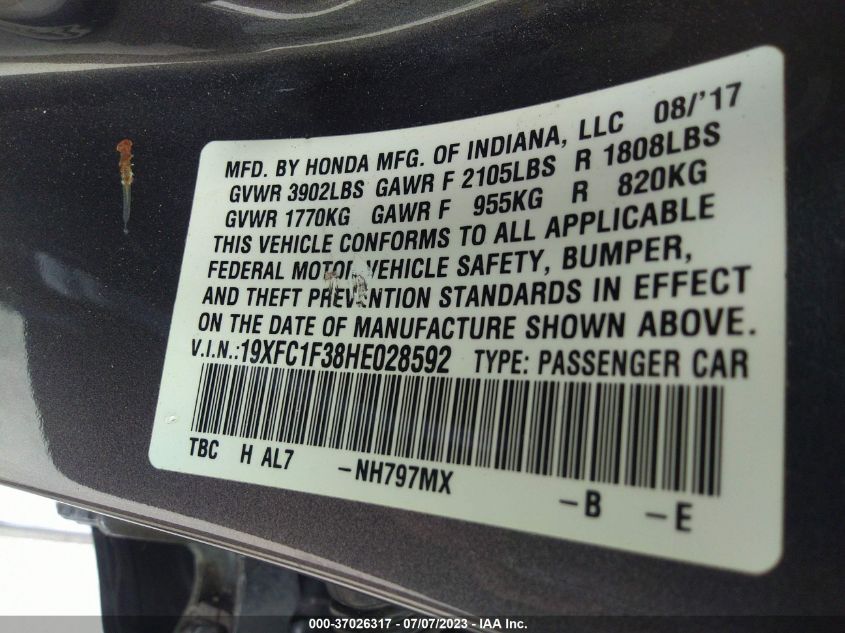 MFD. BY HONDA MFG. OF INDIANA, LLC 08/'17
GVWR 3902LBS GAWR F 2105LBS R 1808LBS
GVWR 1770KG GAWR F 955KG R 820KG
THIS VEHICLE CONFORMS TO ALL APPLICABLE
FEDERAL MOTOR VEHICLE SAFETY, BUMPER,
AND THEFT PREVENTION STANDARDS IN EFFECT
ON THE DATE OF MANUFACTURE SHOWN ABOVE.
V.I.N.:19XFC1F38HE028592 TYPE: PASSENGER CAR
TBC H AL7 -NH797MX -B -E
000-37026317 - 07/07/2023 - IAA Inc.